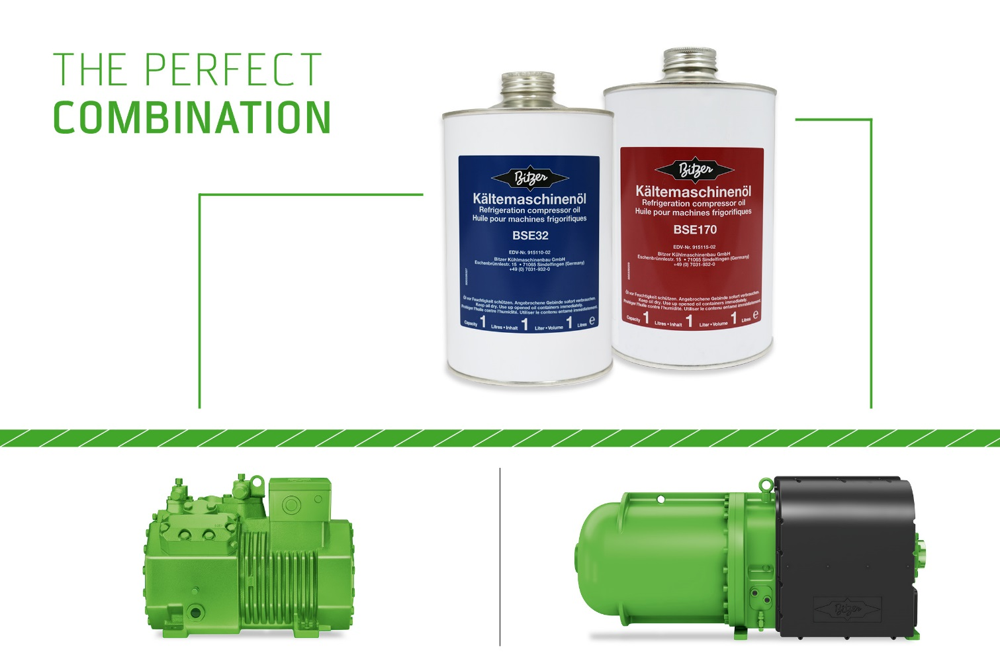 THE PERFECT
COMBINATION
Bitzer
Kältemaschinenöl
Refrigeration compressor oil
Huile pour machines frigorifiques
BSE32
EDV-Nr. 915110-02
Bitzer Kühlmaschinenbau GmbH
Eschenbrünnlestr. 15 • 71065 Sindelfingen (Germany)
+49 (0) 7031-932-0
Öl vor Feuchtigkeit schützen. Angebrochene Gebinde sofort verbrauchen.
Keep oil dry. Use up opened oil containers immediately.
Protéger l'huile contre l'humidité. Utiliser le contenu entamé immédiatement.
Capacity 1 Litres • Inhalt 1 Liter • Volume 1 Litres e
Bitzer
Kältemaschinenöl
Refrigeration compressor oil
Huile pour machines frigorifiques
BSE170
EDV-Nr. 915115-02
Bitzer Kühlmaschinenbau GmbH
Eschenbrünnlestr. 15 • 71065 Sindelfingen (Germany)
+49 (0) 7031-932-0
Öl vor Feuchtigkeit schützen. Angebrochene Gebinde sofort verbrauchen.
Keep oil dry. Use up opened oil containers immediately.
Protéger l'huile contre l'humidité. Utiliser le contenu entamé immédiatement.
Capacity 1 Litres • Inhalt 1 Liter • Volume 1 Litres e
Bitzer